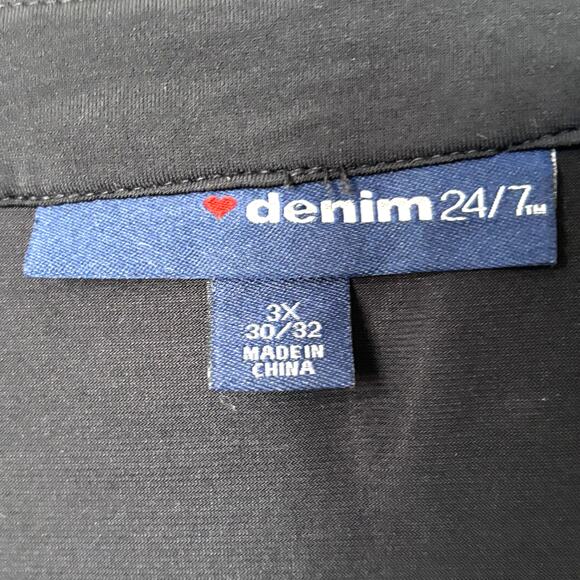 denim 24/7™
3X
30/32
MADE IN
CHINA